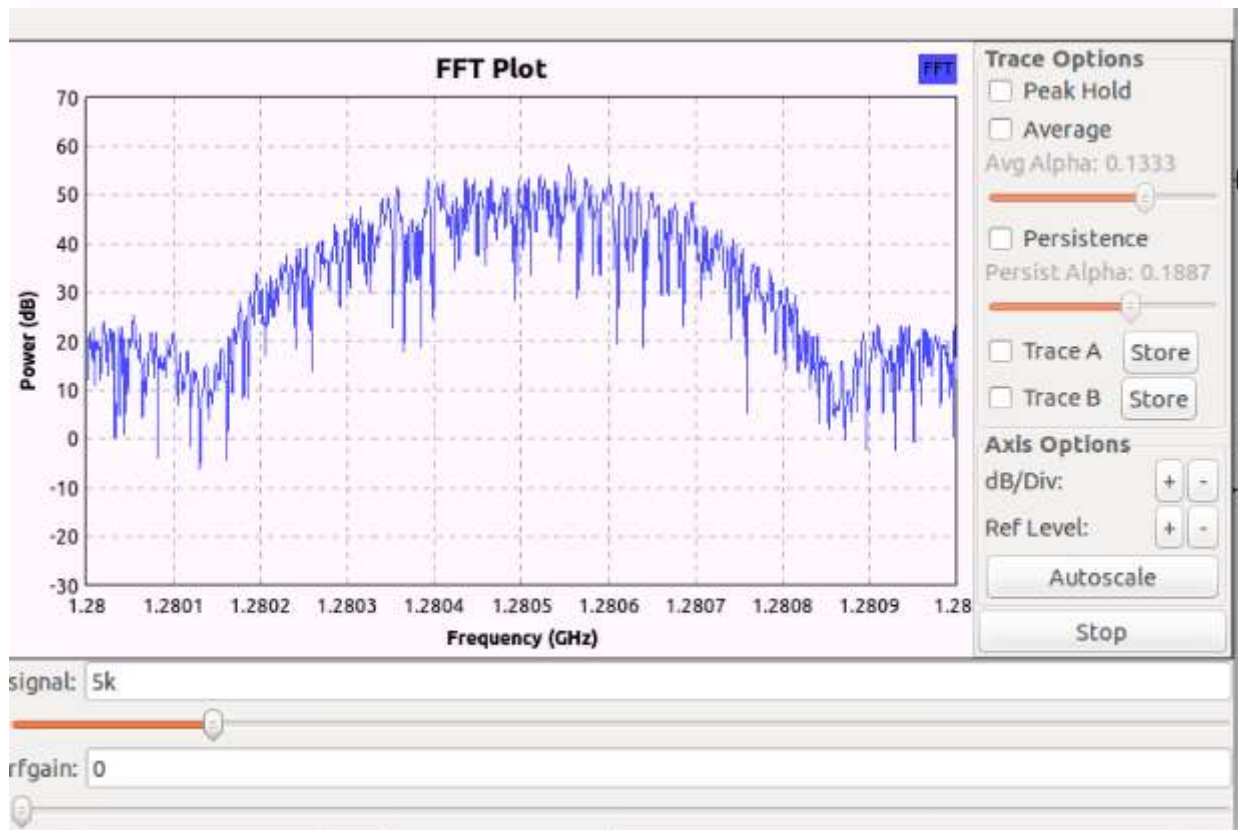 FFT Plot
FFT
70
60
50
40
30
20
10
0
-10
-20
-30
Power (dB)
1.28 1.2801 1.2802 1.2803 1.2804 1.2805 1.2806 1.2807 1.2808 1.2809 1.28
Frequency (GHz)
Trace Options
Peak Hold
Average
Avg Alpha: 0.1333
Persistence
Persist Alpha: 0.1887
Trace A Store
Trace B Store
Axis Options
dB/Div: + -
Ref Level: + -
Autoscale
Stop
signal: 5k
rfgain: 0